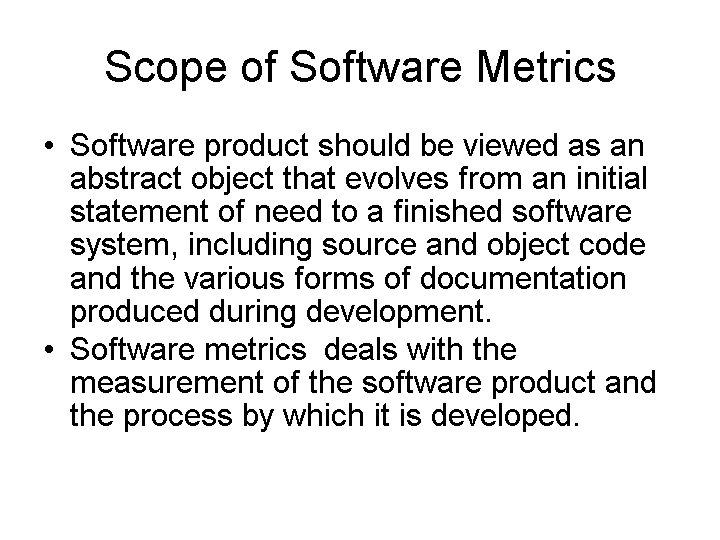 Scope of Software Metrics
• Software product should be viewed as an
abstract object that evolves from an initial
statement of need to a finished software
system, including source and object code
and the various forms of documentation
produced during development.
• Software metrics  deals with the
measurement of the software product and
the process by which it is developed.